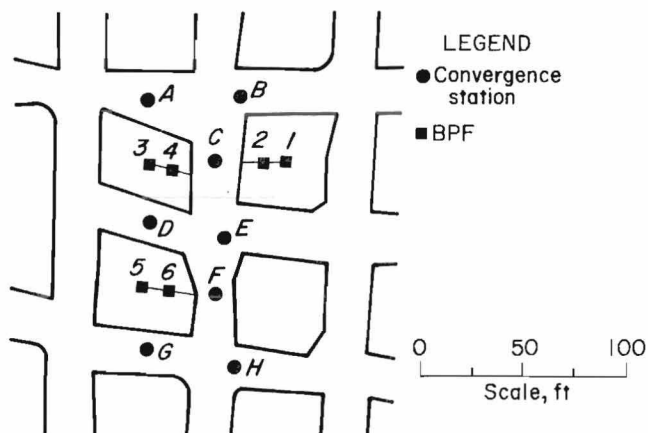 A
B
C
3 4
2 1
D
E
5 6
F
G
H
LEGEND
Convergence
station
BPF
0 50 100
Scale, ft